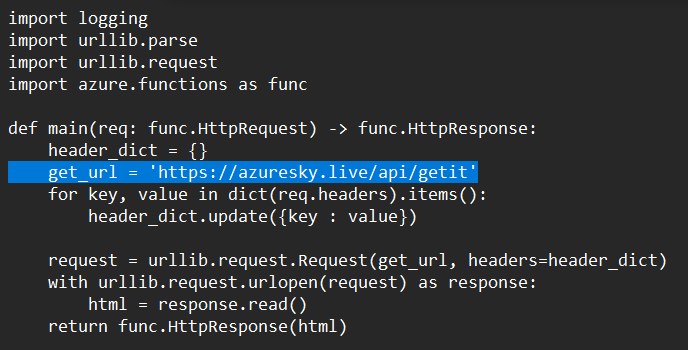 import logging
import urllib.parse
import urllib.request
import azure.functions as func
def main(req: func.HttpRequest) -> func.HttpResponse:
header_dict = {}
get_url = 'https://azuresky.live/api/getit'
for key, value in dict(req.headers).items():
header_dict.update({key : value})
request = urllib.request.Request(get_url, headers=header_dict)
with urllib.request.urlopen(request) as response:
html = response.read()
return func.HttpResponse(html)